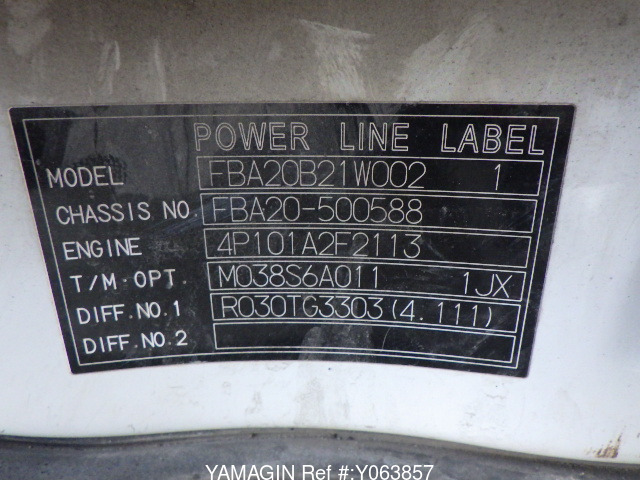 POWER LINE LABEL
MODEL FBA20B21W002 1
CHASSIS NO. FBA20-500588
ENGINE 4P101A2F2113
T/M·OPT. M038S6A011 1JX
DIFF.NO.1 R030TG3303(4.111)
DIFF.NO.2
YAMAGIN Ref #:Y063857